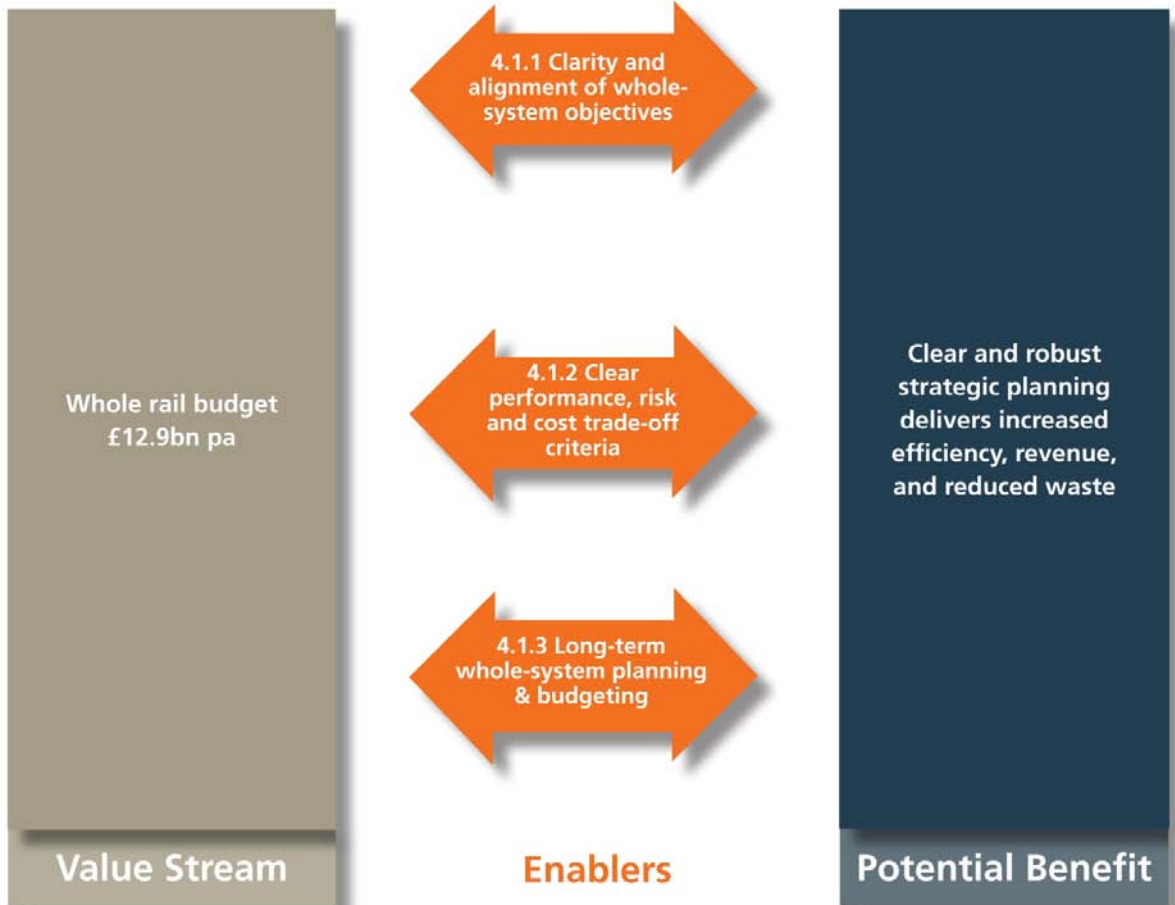 4.1.1 Clarity and
alignment of whole-
system objectives
Whole rail budget
£12.9bn pa
4.1.2 Clear
performance, risk
and cost trade-off
criteria
Clear and robust
strategic planning
delivers increased
efficiency, revenue,
and reduced waste
4.1.3 Long-term
whole-system planning
& budgeting
Value Stream
Enablers
Potential Benefit